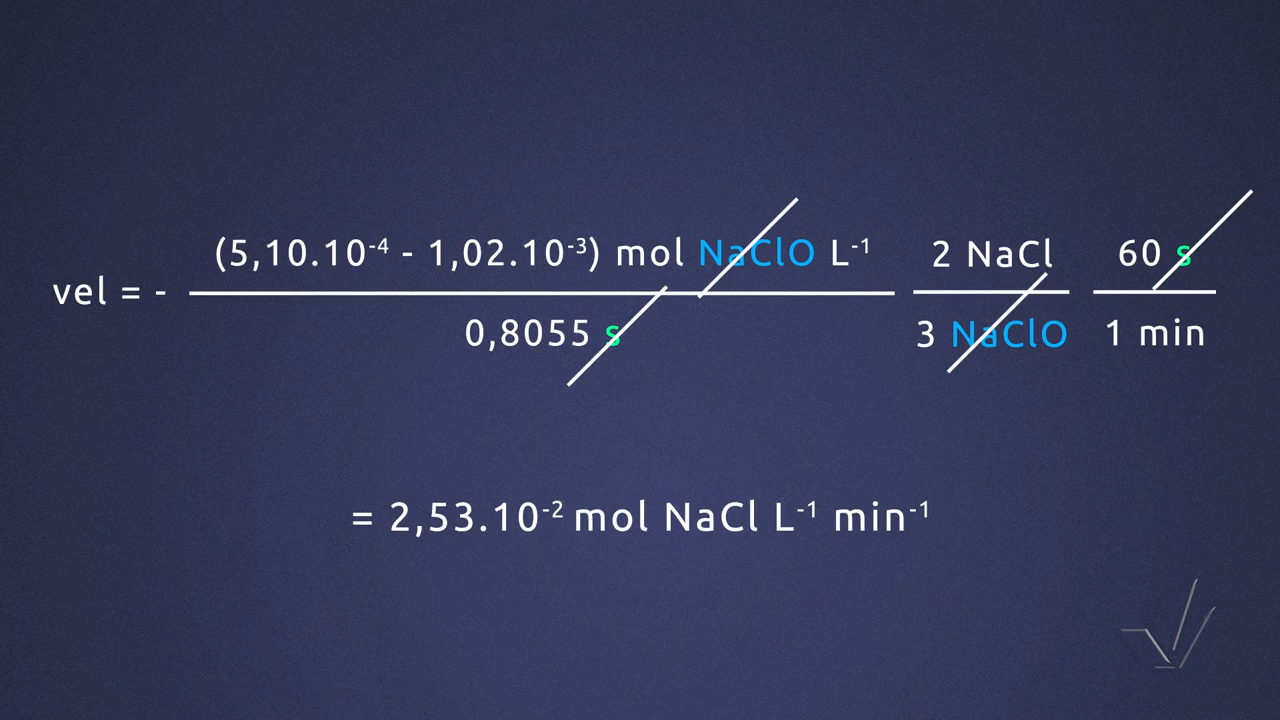 (5,10.10⁻⁴ - 1,02.10⁻³) mol NaClO L⁻¹ 2 NaCl 60 s
vel = -
0,8055 s 3 NaClO 1 min
= 2,53.10⁻² mol NaCl L⁻¹ min⁻¹